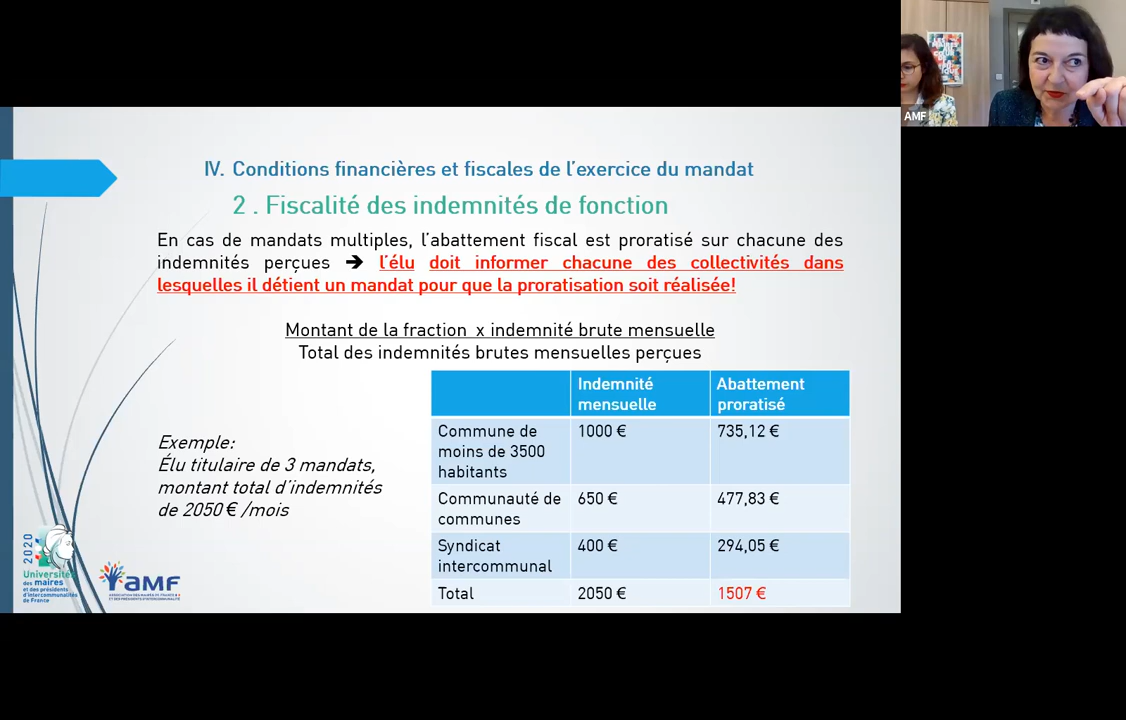 AMF
IV. Conditions financières et fiscales de l’exercice du mandat
2 . Fiscalité des indemnités de fonction
En cas de mandats multiples, l’abattement fiscal est proratisé sur chacune des
indemnités perçues ➔ l’élu doit informer chacune des collectivités dans
lesquelles il détient un mandat pour que la proratisation soit réalisée!
Montant de la fraction x indemnité brute mensuelle
Total des indemnités brutes mensuelles perçues
Exemple:
Élu titulaire de 3 mandats,
montant total d’indemnités
de 2050 € /mois
Indemnité
mensuelle
Abattement
proratisé
Commune de
moins de 3500
habitants
1000 €
735,12 €
Communauté de
communes
650 €
477,83 €
Syndicat
intercommunal
400 €
294,05 €
Total
2050 €
1507 €
2020
Universités
des maires
et des présidents
d’intercommunalités
de France
AMF